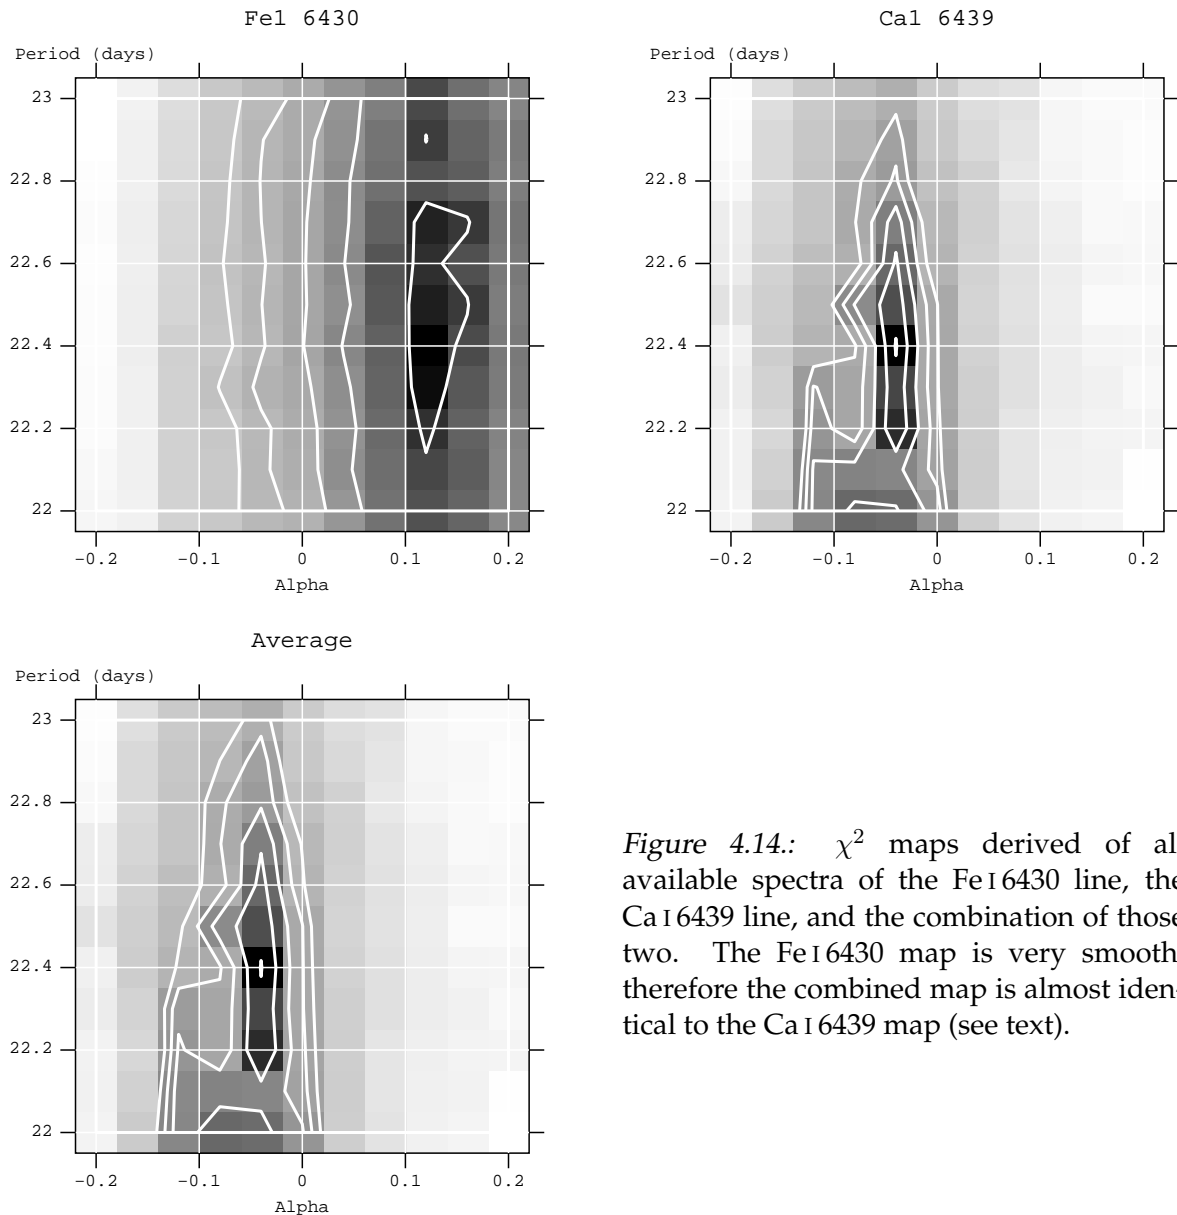 Fe1 6430
Period (days)
23
22.8
22.6
22.4
22.2
22
-0.2 -0.1 0 0.1 0.2
Alpha
Ca1 6439
Period (days)
23
22.8
22.6
22.4
22.2
22
-0.2 -0.1 0 0.1 0.2
Alpha
Average
Period (days)
23
22.8
22.6
22.4
22.2
22
-0.2 -0.1 0 0.1 0.2
Alpha
Figure 4.14.: χ² maps derived of al
available spectra of the Fe I 6430 line, the
Ca I 6439 line, and the combination of those
two. The Fe I 6430 map is very smooth
therefore the combined map is almost iden-
tical to the Ca I 6439 map (see text).